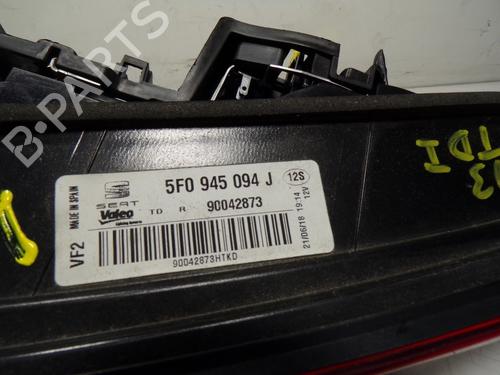 B-PARTS
MADE IN SPAIN
VF2
SEAT
Valeo
5F0 945 094 J
12S
12V
TD R 90042873
21/06/18 19:14
90042873HTKD
TDI